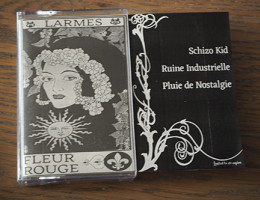 LARMES
FLEUR
ROUGE
Schizo Kid
Ruine Industrielle
Pluie de Nostalgie